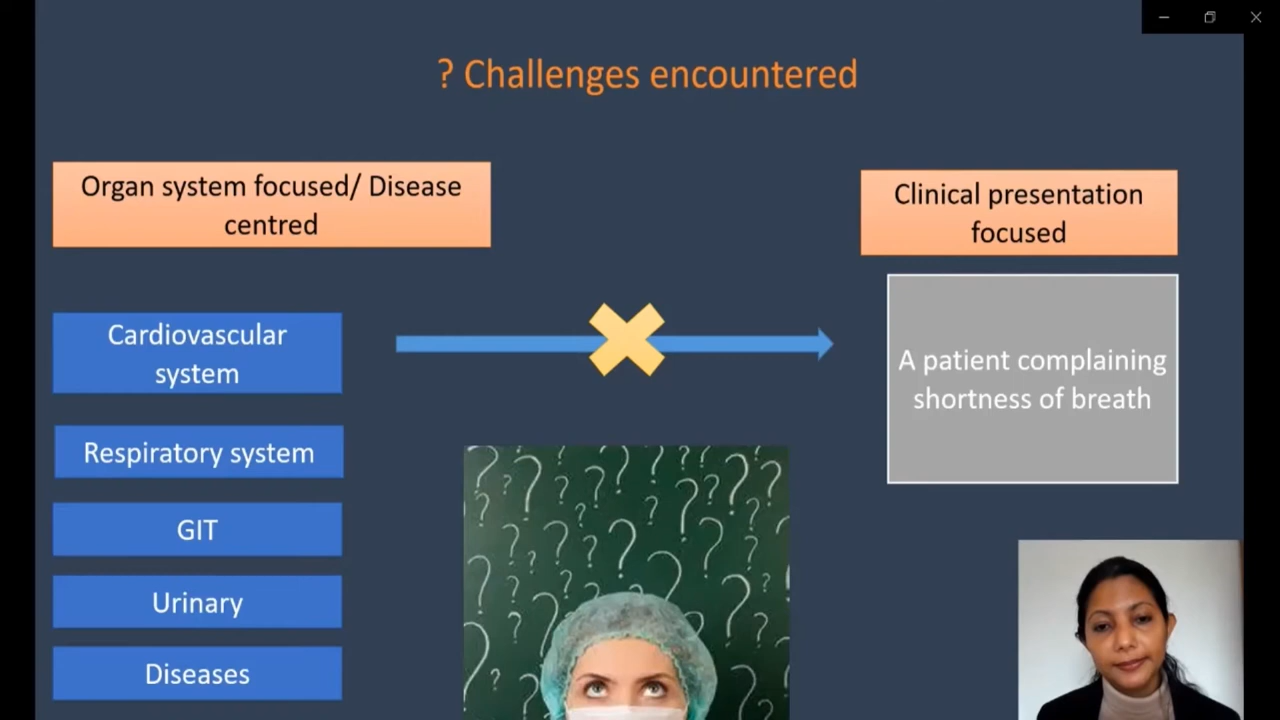 ? Challenges encountered
Organ system focused/ Disease
centred
Clinical presentation
focused
Cardiovascular
system
Respiratory system
GIT
Urinary
Diseases
A patient complaining
shortness of breath